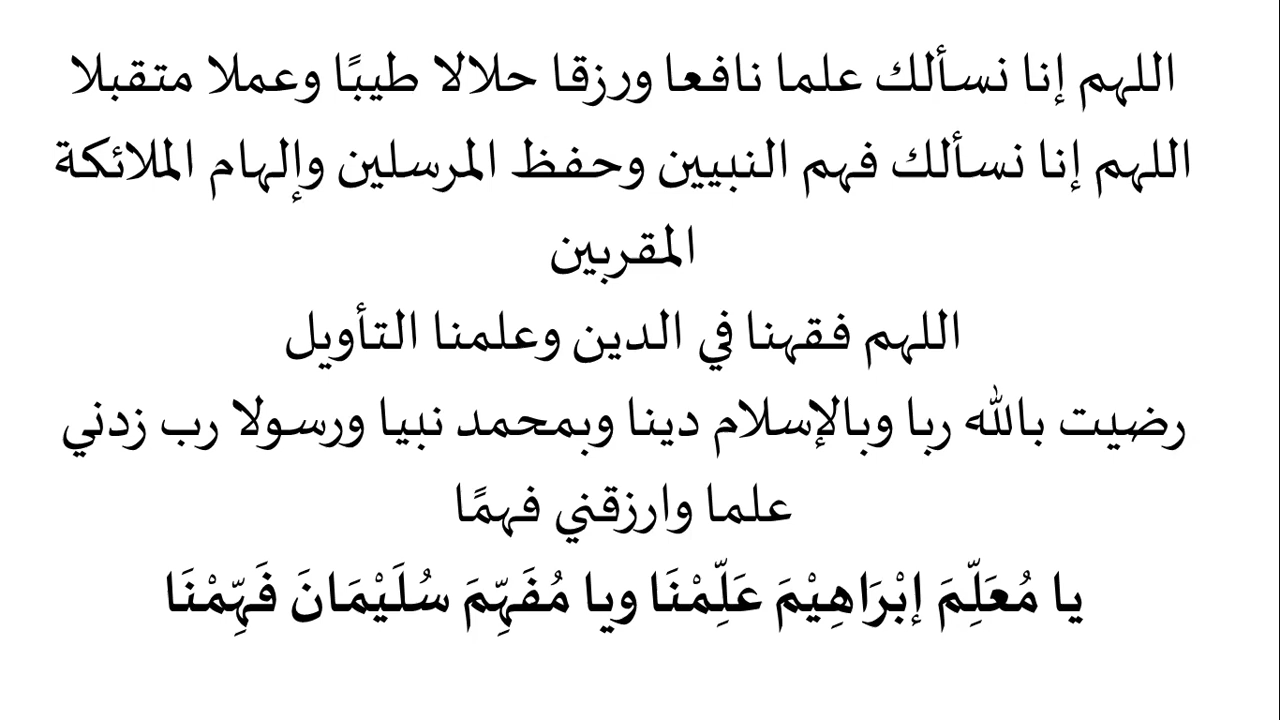 اللهم إنا نسألك علما نافعا ورزقا حلالا طيبًا وعملا متقبلا
اللهم إنا نسألك فهم النبيين وحفظ المرسلين وإلهام الملائكة
المقربين
اللهم فقهنا في الدين وعلمنا التأويل
رضيت بالله ربا وبالإسلام دينا وبمحمد نبيا ورسولا رب زدني
علما وارزقني فهمًا
يا مُعَلِّمَ إبْرَاهِيْمَ عَلِّمْنَا ويا مُفَهِّمَ سُلَيْمَانَ فَهِّمْنَا